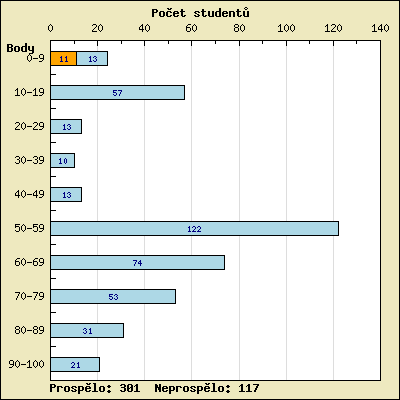 Počet studentů
0 20 40 60 80 100 120 140
Body
0-9 11 13
10-19 57
20-29 13
30-39 10
40-49 13
50-59 122
60-69 74
70-79 53
80-89 31
90-100 21
Prospělo: 301 Neprospělo: 117